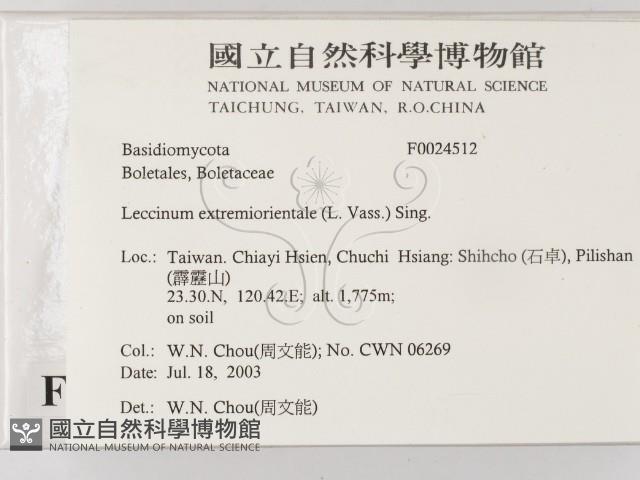 國立自然科學博物館
NATIONAL MUSEUM OF NATURAL SCIENCE
TAICHUNG, TAIWAN, R.O.CHINA
Basidiomycota F0024512
Boletales, Boletaceae
Leccinum extremiorientale (L. Vass.) Sing.
Loc.: Taiwan. Chiayi Hsien, Chuchi Hsiang: Shihcho (石卓), Pilishan
(霹靂山)
23.30.N, 120.42.E; alt. 1,775m;
on soil
Col.: W.N. Chou(周文能); No. CWN 06269
Date: Jul. 18, 2003
Det.: W.N. Chou(周文能)
F
國立自然科學博物館
NATIONAL MUSEUM OF NATURAL SCIENCE